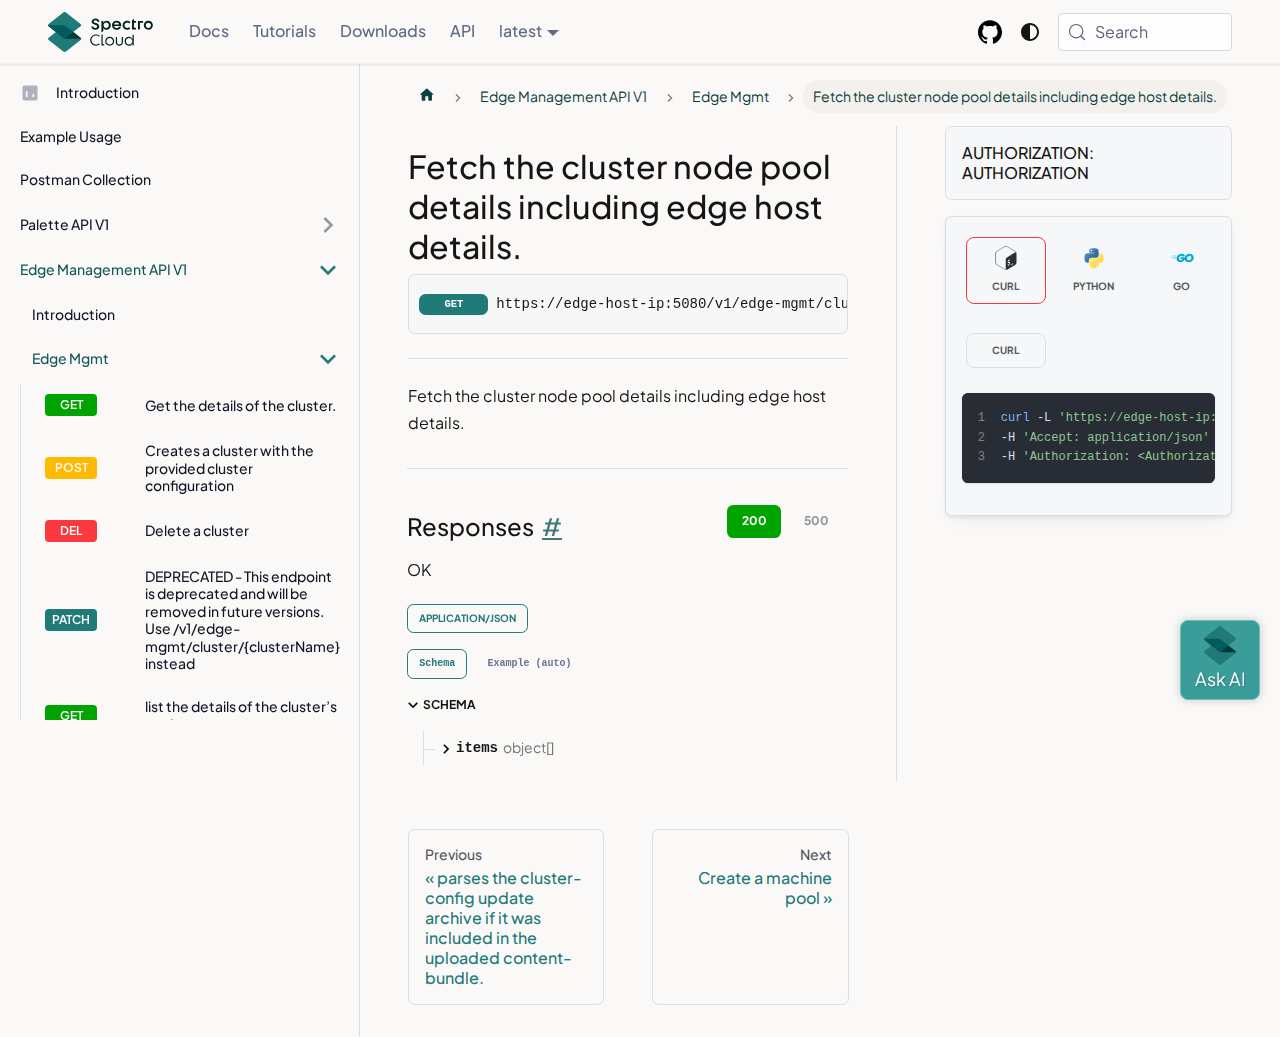 Spectro
Cloud
Docs
Tutorials
Downloads
API
latest
Search
Introduction
Example Usage
Postman Collection
Palette API V1
Edge Management API V1
Introduction
Edge Mgmt
GET
Get the details of the cluster.
POST
Creates a cluster with the
provided cluster
configuration
DEL
Delete a cluster
PATCH
DEPRECATED - This endpoint
is deprecated and will be
removed in future versions.
Use /v1/edge-
mgmt/cluster/{clusterName}
instead
GET
list the details of the cluster’s
Edge Management API V1
Edge Mgmt
Fetch the cluster node pool details including edge host details.
Fetch the cluster node pool
details including edge host
details.
GET
https://edge-host-ip:5080/v1/edge-mgmt/clu
Fetch the cluster node pool details including edge host
details.
Responses #
200
500
OK
APPLICATION/JSON
Schema
Example (auto)
SCHEMA
items object[]
AUTHORIZATION:
AUTHORIZATION
CURL
PYTHON
GO
CURL
1 curl -L 'https://edge-host-ip:
2 -H 'Accept: application/json'
3 -H 'Authorization: <Authorizat
Ask AI
Previous
« parses the cluster-
config update
archive if it was
included in the
uploaded content-
bundle.
Next
Create a machine
pool »